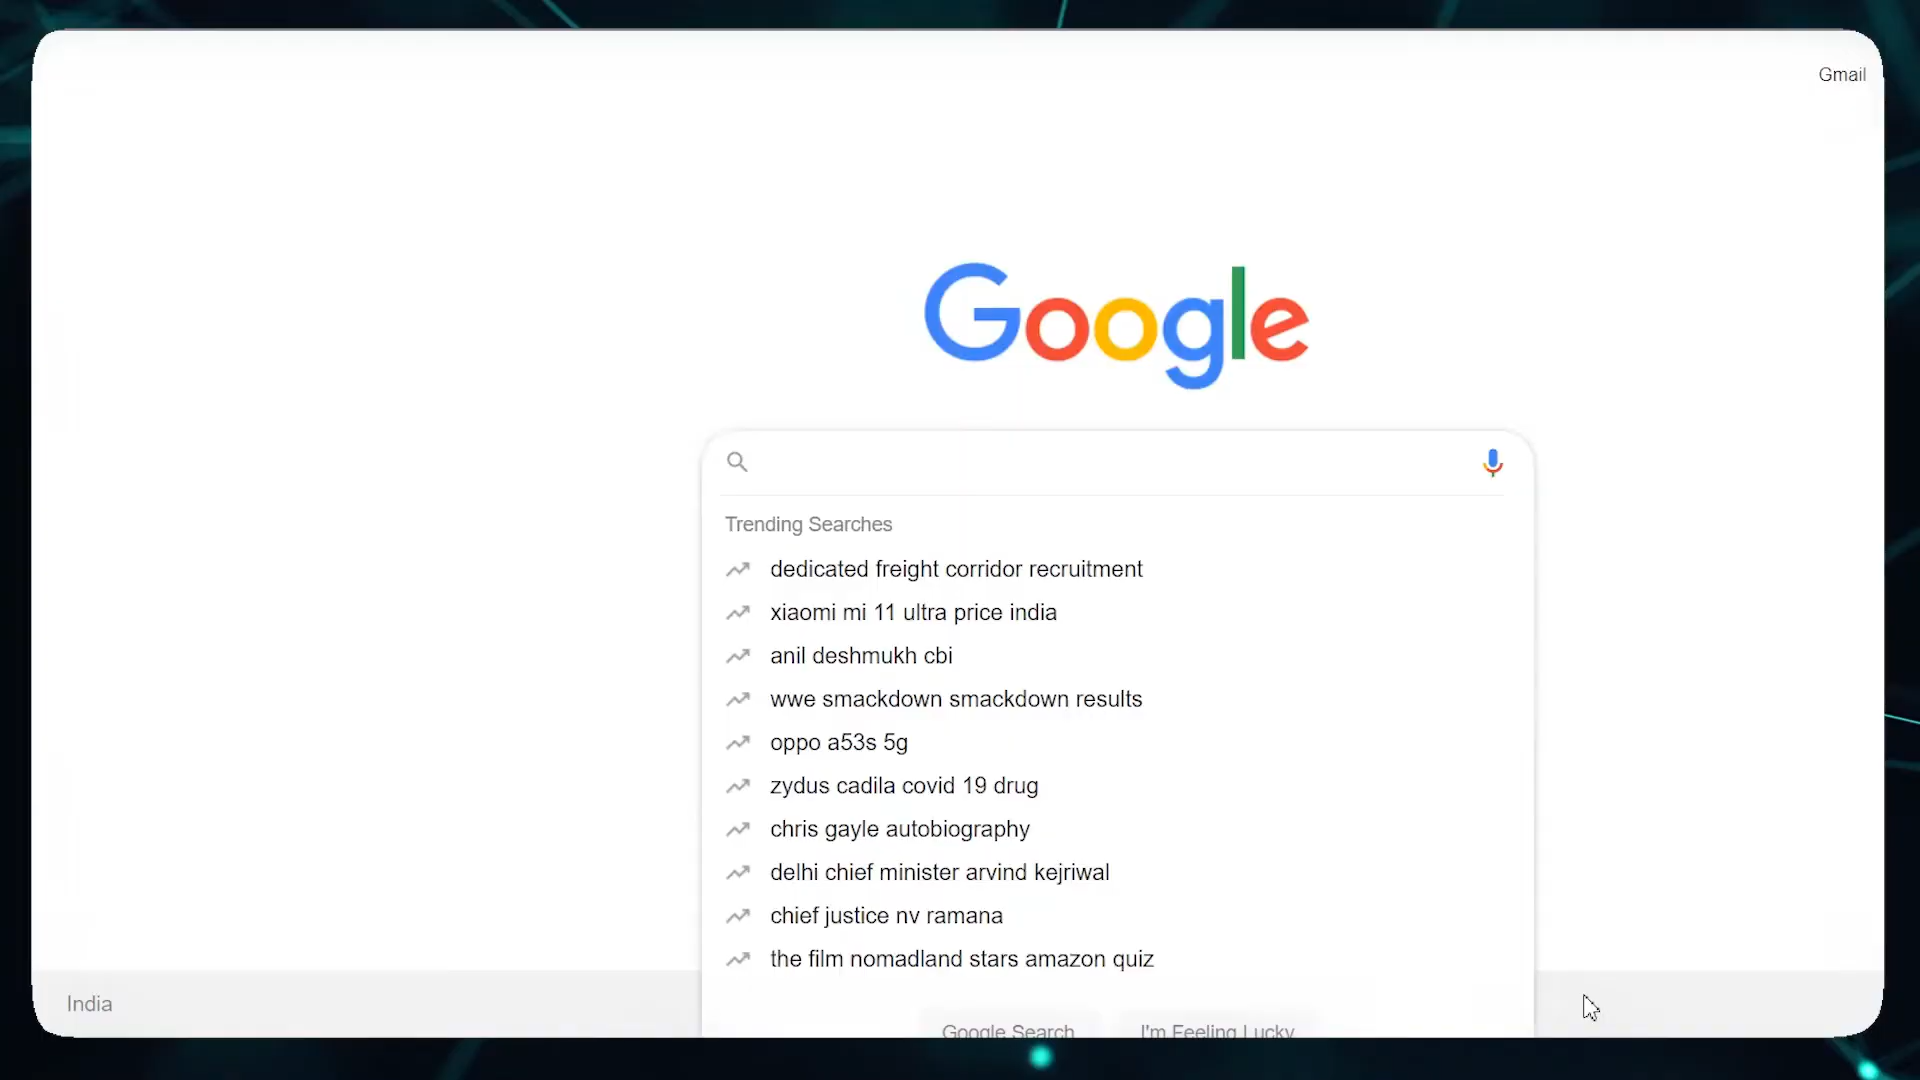 Gmail
Google
Trending Searches
dedicated freight corridor recruitment
xiaomi mi 11 ultra price india
anil deshmukh cbi
wwe smackdown smackdown results
oppo a53s 5g
zydus cadila covid 19 drug
chris gayle autobiography
delhi chief minister arvind kejriwal
chief justice nv ramana
the film nomadland stars amazon quiz
India
Google Search I'm Feeling Lucky